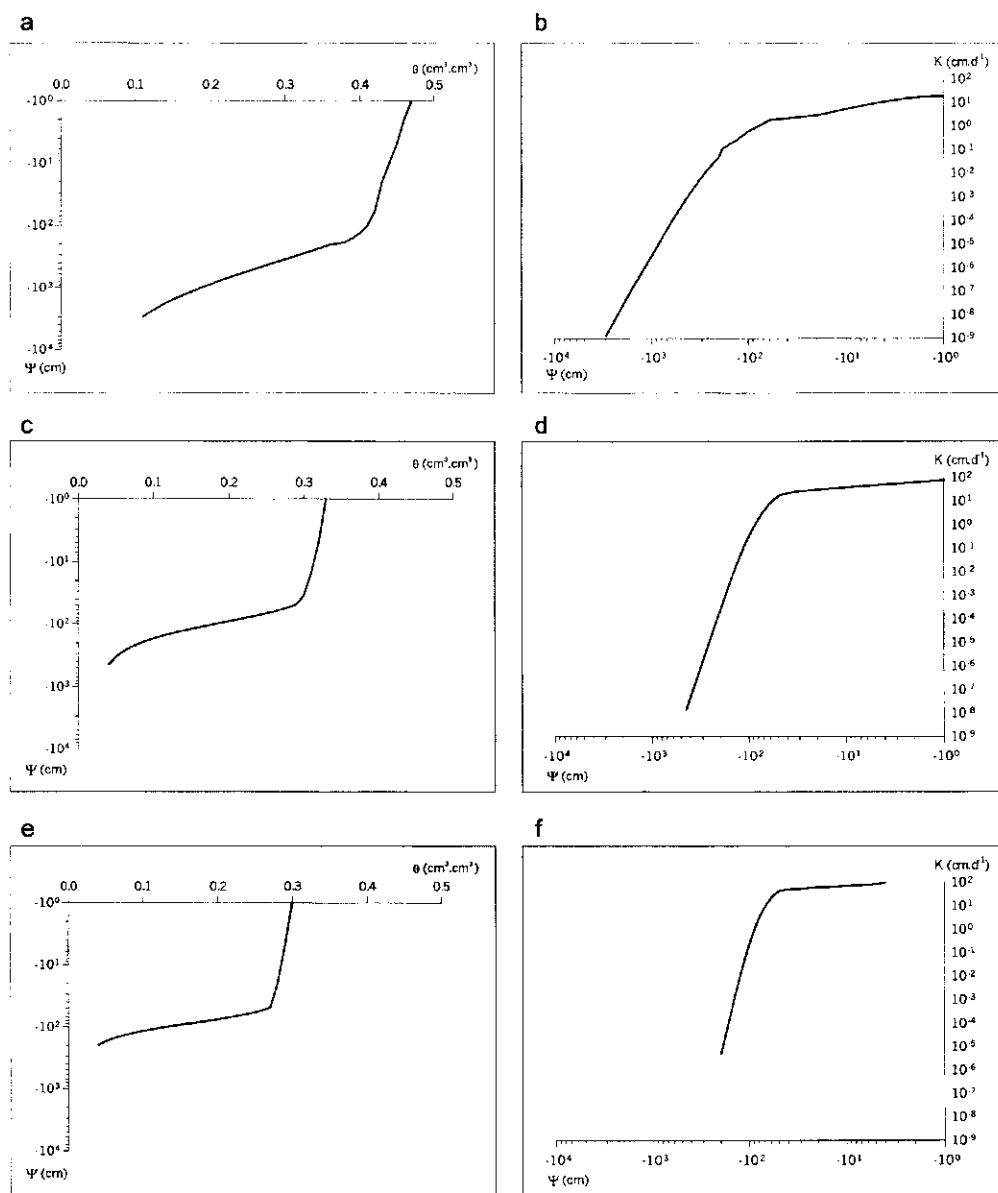 a
θ (cm³.cm³)
0.0 0.1 0.2 0.3 0.4 0.5
-10⁰
-10¹
-10²
-10³
-10⁴
Ψ (cm)
b
K (cm.d⁻¹)
10²
10¹
10⁰
10⁻¹
10⁻²
10⁻³
10⁻⁴
10⁻⁵
10⁻⁶
10⁻⁷
10⁻⁸
10⁻⁹
-10⁴ -10³ -10² -10¹ -10⁰
Ψ (cm)
c
θ (cm³.cm³)
0.0 0.1 0.2 0.3 0.4 0.5
-10⁰
-10¹
-10²
-10³
-10⁴
Ψ (cm)
d
K (cm.d⁻¹)
10²
10¹
10⁰
10⁻¹
10⁻²
10⁻³
10⁻⁴
10⁻⁵
10⁻⁶
10⁻⁷
10⁻⁸
10⁻⁹
-10⁴ -10³ -10² -10¹ -10⁰
Ψ (cm)
e
θ (cm³.cm³)
0.0 0.1 0.2 0.3 0.4 0.5
-10⁰
-10¹
-10²
-10³
-10⁴
Ψ (cm)
f
K (cm.d⁻¹)
10²
10¹
10⁰
10⁻¹
10⁻²
10⁻³
10⁻⁴
10⁻⁵
10⁻⁶
10⁻⁷
10⁻⁸
10⁻⁹
-10⁴ -10³ -10² -10¹ -10⁰
Ψ (cm)